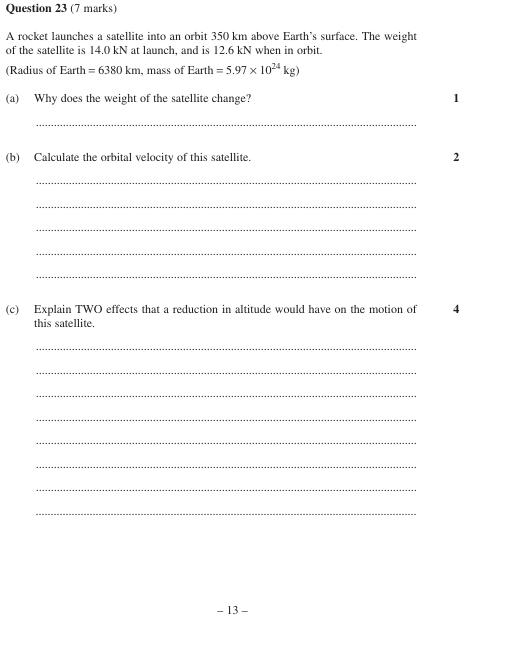 Question 23 (7 marks)
A rocket launches a satellite into an orbit 350 km above Earth's surface. The weight
of the satellite is 14.0 kN at launch, and is 12.6 kN when in orbit.
(Radius of Earth = 6380 km, mass of Earth = 5.97 × 10²⁴ kg)
(a) Why does the weight of the satellite change? 1
(b) Calculate the orbital velocity of this satellite. 2
(c) Explain TWO effects that a reduction in altitude would have on the motion of 4
this satellite.
– 13 –